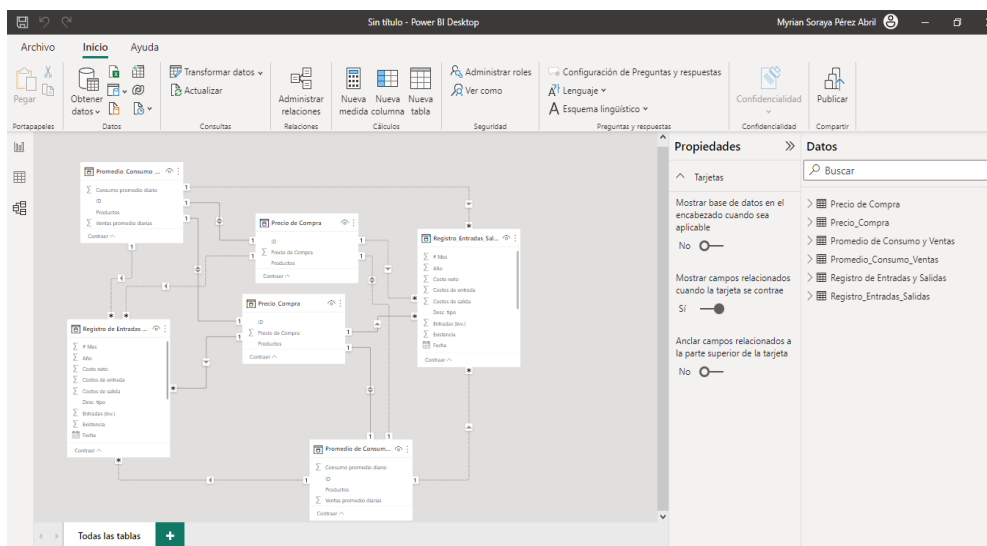 Sin título - Power BI Desktop
Myrian Soraya Pérez Abril
Archivo Inicio Ayuda
Pegar
Obtener datos
Transformar datos
Actualizar
Administrar relaciones
Nueva medida
Nueva columna
Nueva tabla
Administrar roles
Ver como
Configuración de Preguntas y respuestas
Lenguaje
Esquema lingüístico
Confidencialidad
Publicar
Portapapeles Datos Consultas Relaciones Cálculos Seguridad Preguntas y respuestas Confidencialidad Compartir
Promedio_Consumo ...
Consumo promedio diario
ID
Productos
Ventas promedio diarias
Contraer
Precio de Compra
ID
Precio de Compra
Productos
Contraer
Registro_Entradas_Sal...
# Mes
Año
Costo neto
Costos de entrada
Costos de salida
Desc. tipo
Entradas (Inv.)
Existencia
Fecha
Contraer
Precio_Compra
ID
Precio de Compra
Productos
Contraer
Registro de Entradas ...
# Mes
Año
Costo neto
Costos de entrada
Costos de salida
Desc. tipo
Entradas (Inv.)
Existencia
Fecha
Contraer
Promedio de Consum...
Consumo promedio diario
ID
Productos
Ventas promedio diarias
Contraer
Propiedades
Tarjetas
Mostrar base de datos en el
encabezado cuando sea
aplicable
No
Mostrar campos relacionados
cuando la tarjeta se contrae
Sí
Anclar campos relacionados a
la parte superior de la tarjeta
No
Datos
Buscar
Precio de Compra
Precio_Compra
Promedio de Consumo y Ventas
Promedio_Consumo_Ventas
Registro de Entradas y Salidas
Registro_Entradas_Salidas
Todas las tablas